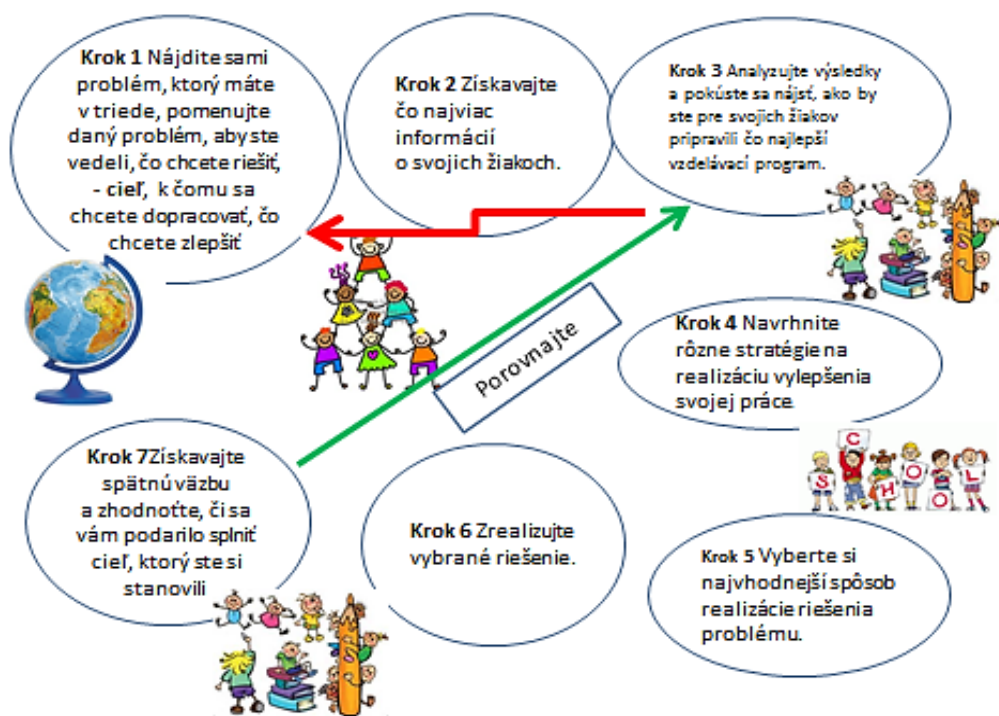 Krok 1 Nájdite sami
problém, ktorý máte
v triede, pomenujte
daný problém, aby ste
vedeli, čo chcete riešiť,
- cieľ, k čomu sa
chcete dopracovať, čo
chcete zlepšiť
Krok 2 Získavajte
čo najviac
informácií
o svojich žiakoch.
Krok 3 Analyzujte výsledky
a pokúste sa nájsť, ako by
ste pre svojich žiakov
pripravili čo najlepší
vzdelávací program.
Krok 4 Navrhnite
rôzne stratégie na
realizáciu vylepšenia
svojej práce.
Porovnajte
SCHOOL
Krok 5 Vyberte si
najvhodnejší spôsob
realizácie riešenia
problému.
Krok 6 Zrealizujte
vybrané riešenie.
Krok 7Získavajte
spätnú väzbu
a zhodnoťte, či sa
vám podarilo splniť
cieľ, ktorý ste si
stanovili